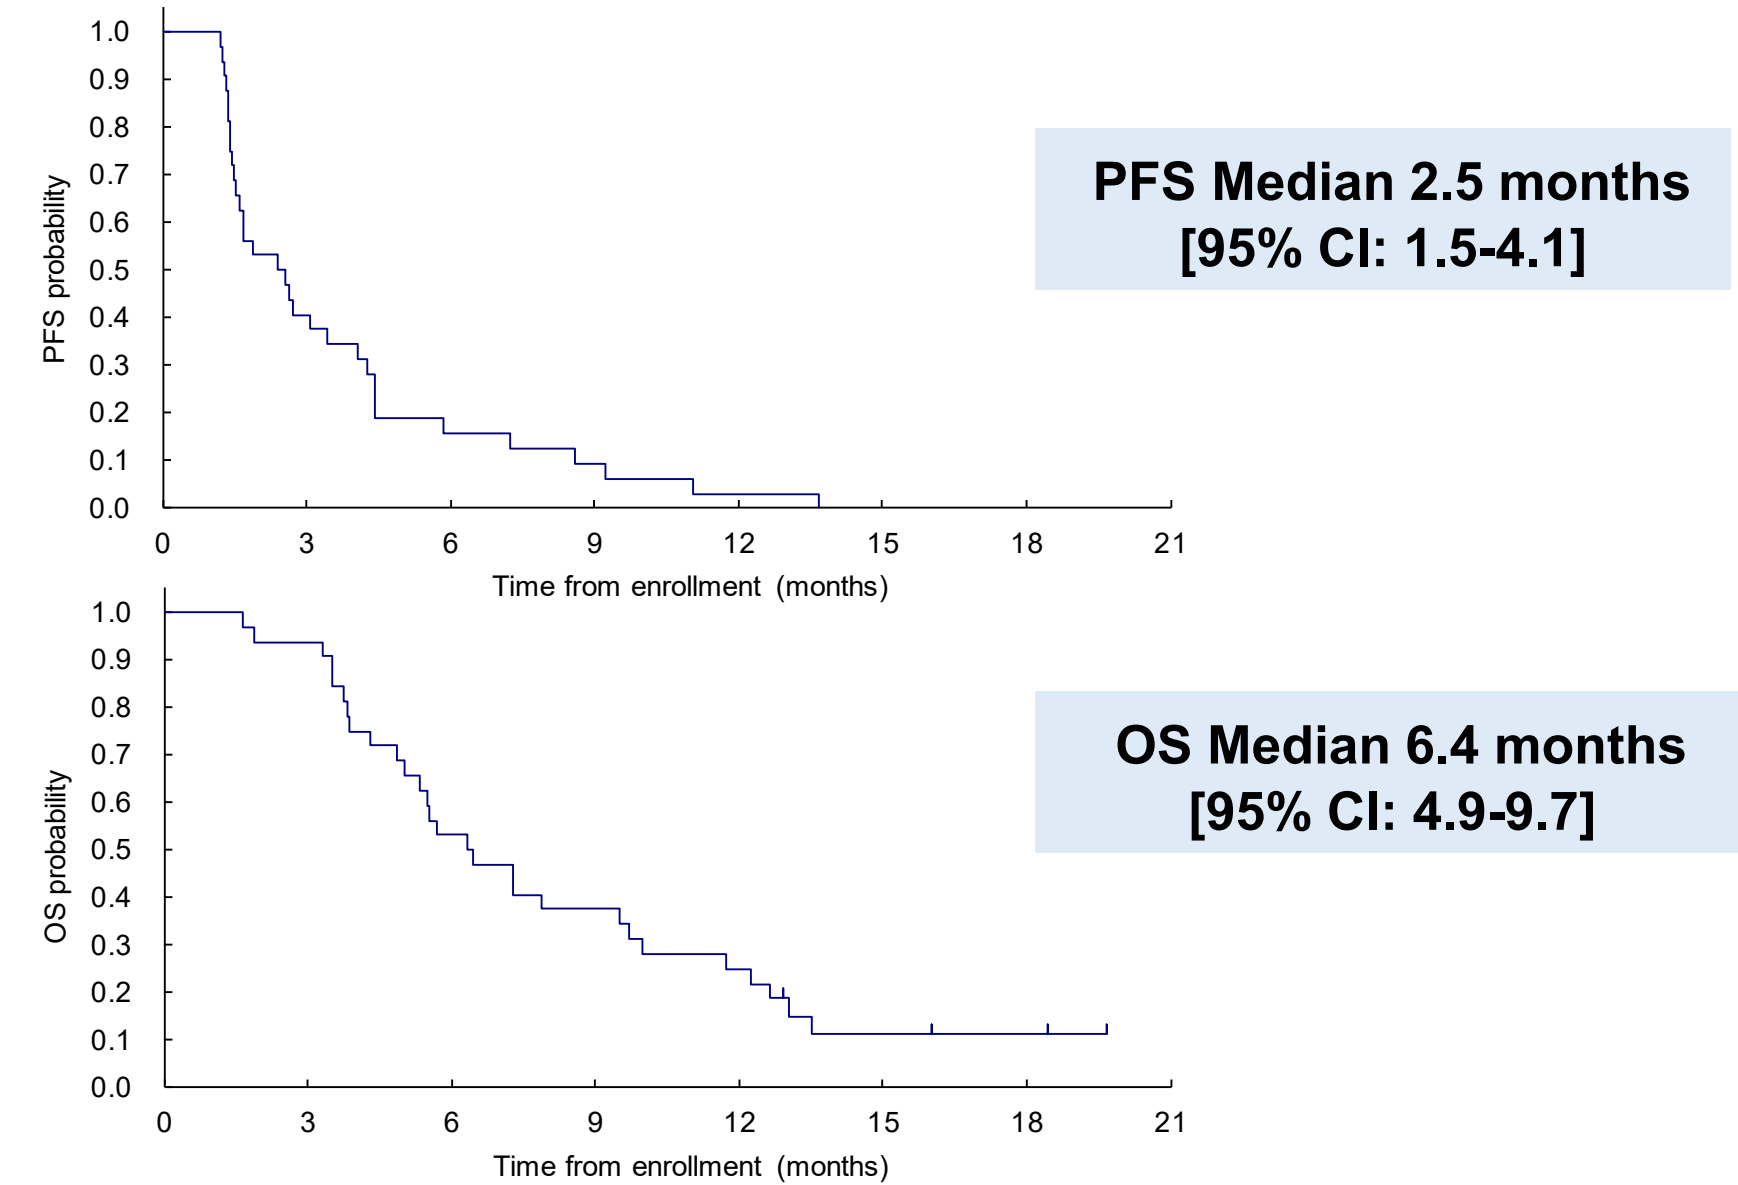 1.0
0.9
0.8
0.7
0.6
0.5
0.4
0.3
0.2
0.1
0.0
PFS probability
0 3 6 9 12 15 18 21
Time from enrollment (months)
PFS Median 2.5 months
[95% CI: 1.5-4.1]
1.0
0.9
0.8
0.7
0.6
0.5
0.4
0.3
0.2
0.1
0.0
OS probability
0 3 6 9 12 15 18 21
Time from enrollment (months)
OS Median 6.4 months
[95% CI: 4.9-9.7]